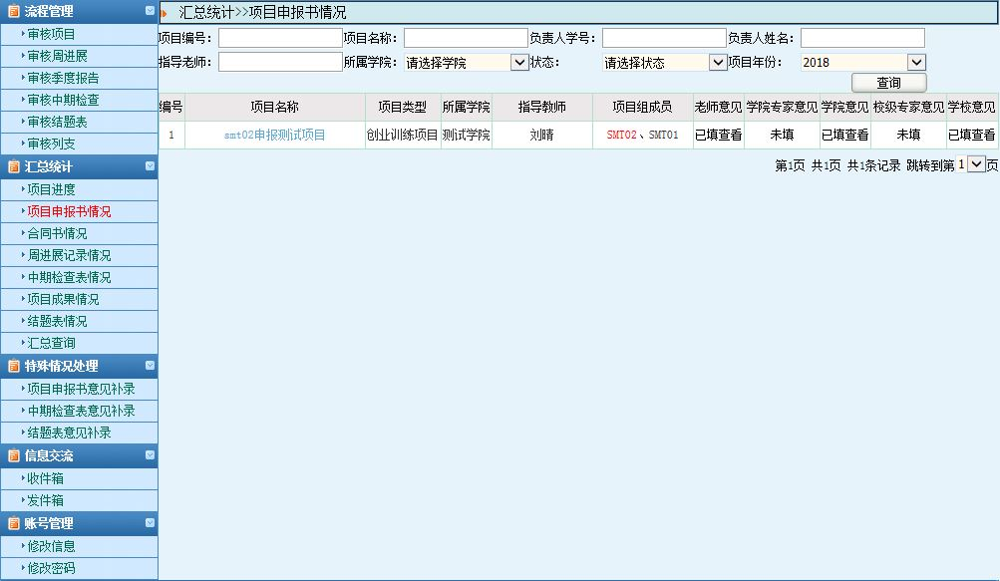 流程管理
审核项目
审核周进展
审核季度报告
审核中期检查
审核结题表
审核列支
汇总统计
项目进度
项目申报书情况
合同书情况
周进展记录情况
中期检查表情况
项目成果情况
结题表情况
汇总查询
特殊情况处理
项目申报书意见补录
中期检查表意见补录
结题表意见补录
信息交流
收件箱
发件箱
账号管理
修改信息
修改密码
汇总统计>>项目申报书情况
项目编号： 项目名称： 负责人学号： 负责人姓名：
指导老师： 所属学院： 请选择学院 状态： 请选择状态 项目年份： 2018
查询
编号 项目名称 项目类型 所属学院 指导教师 项目组成员 老师意见 学院专家意见 学院意见 校级专家意见 学校意见
1 smt02申报测试项目 创业训练项目 测试学院 刘晴 SMT02、SMT01 已填查看 未填 已填查看 未填 已填查看
第1页 共1页 共1条记录 跳转到第 1 页